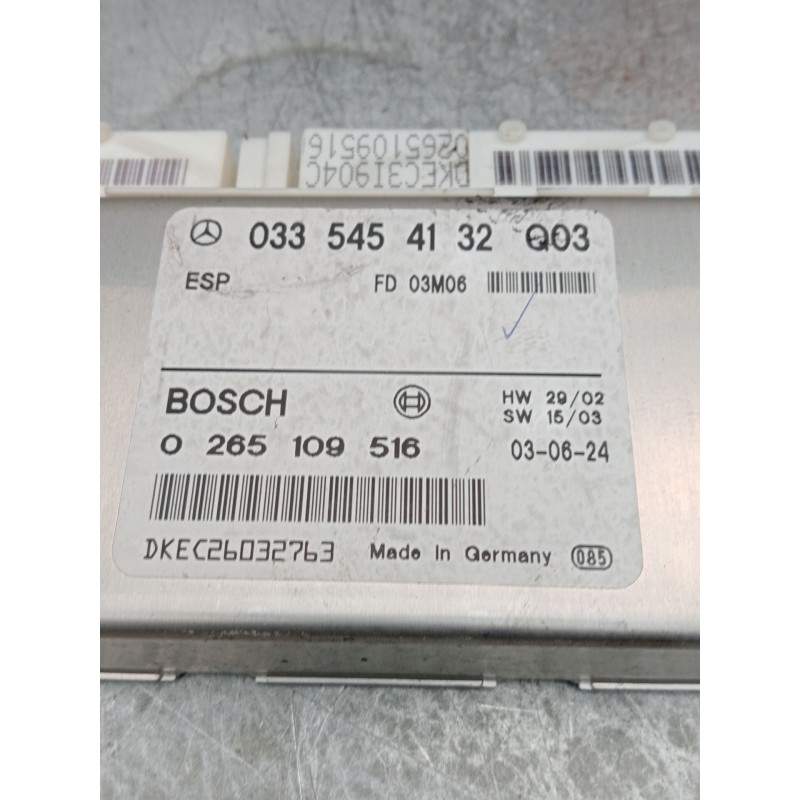 DKEC3I904C
0265109516
033 545 41 32 Q03
ESP FD 03M06
BOSCH HW 29/02
SW 15/03
0 265 109 516 03-06-24
DKEC26032763 Made in Germany 085